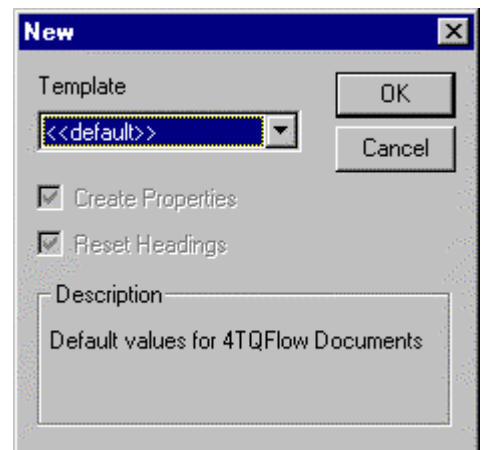 New
Template
OK
<<default>>
Cancel
Create Properties
Reset Headings
Description
Default values for 4TQFlow Documents